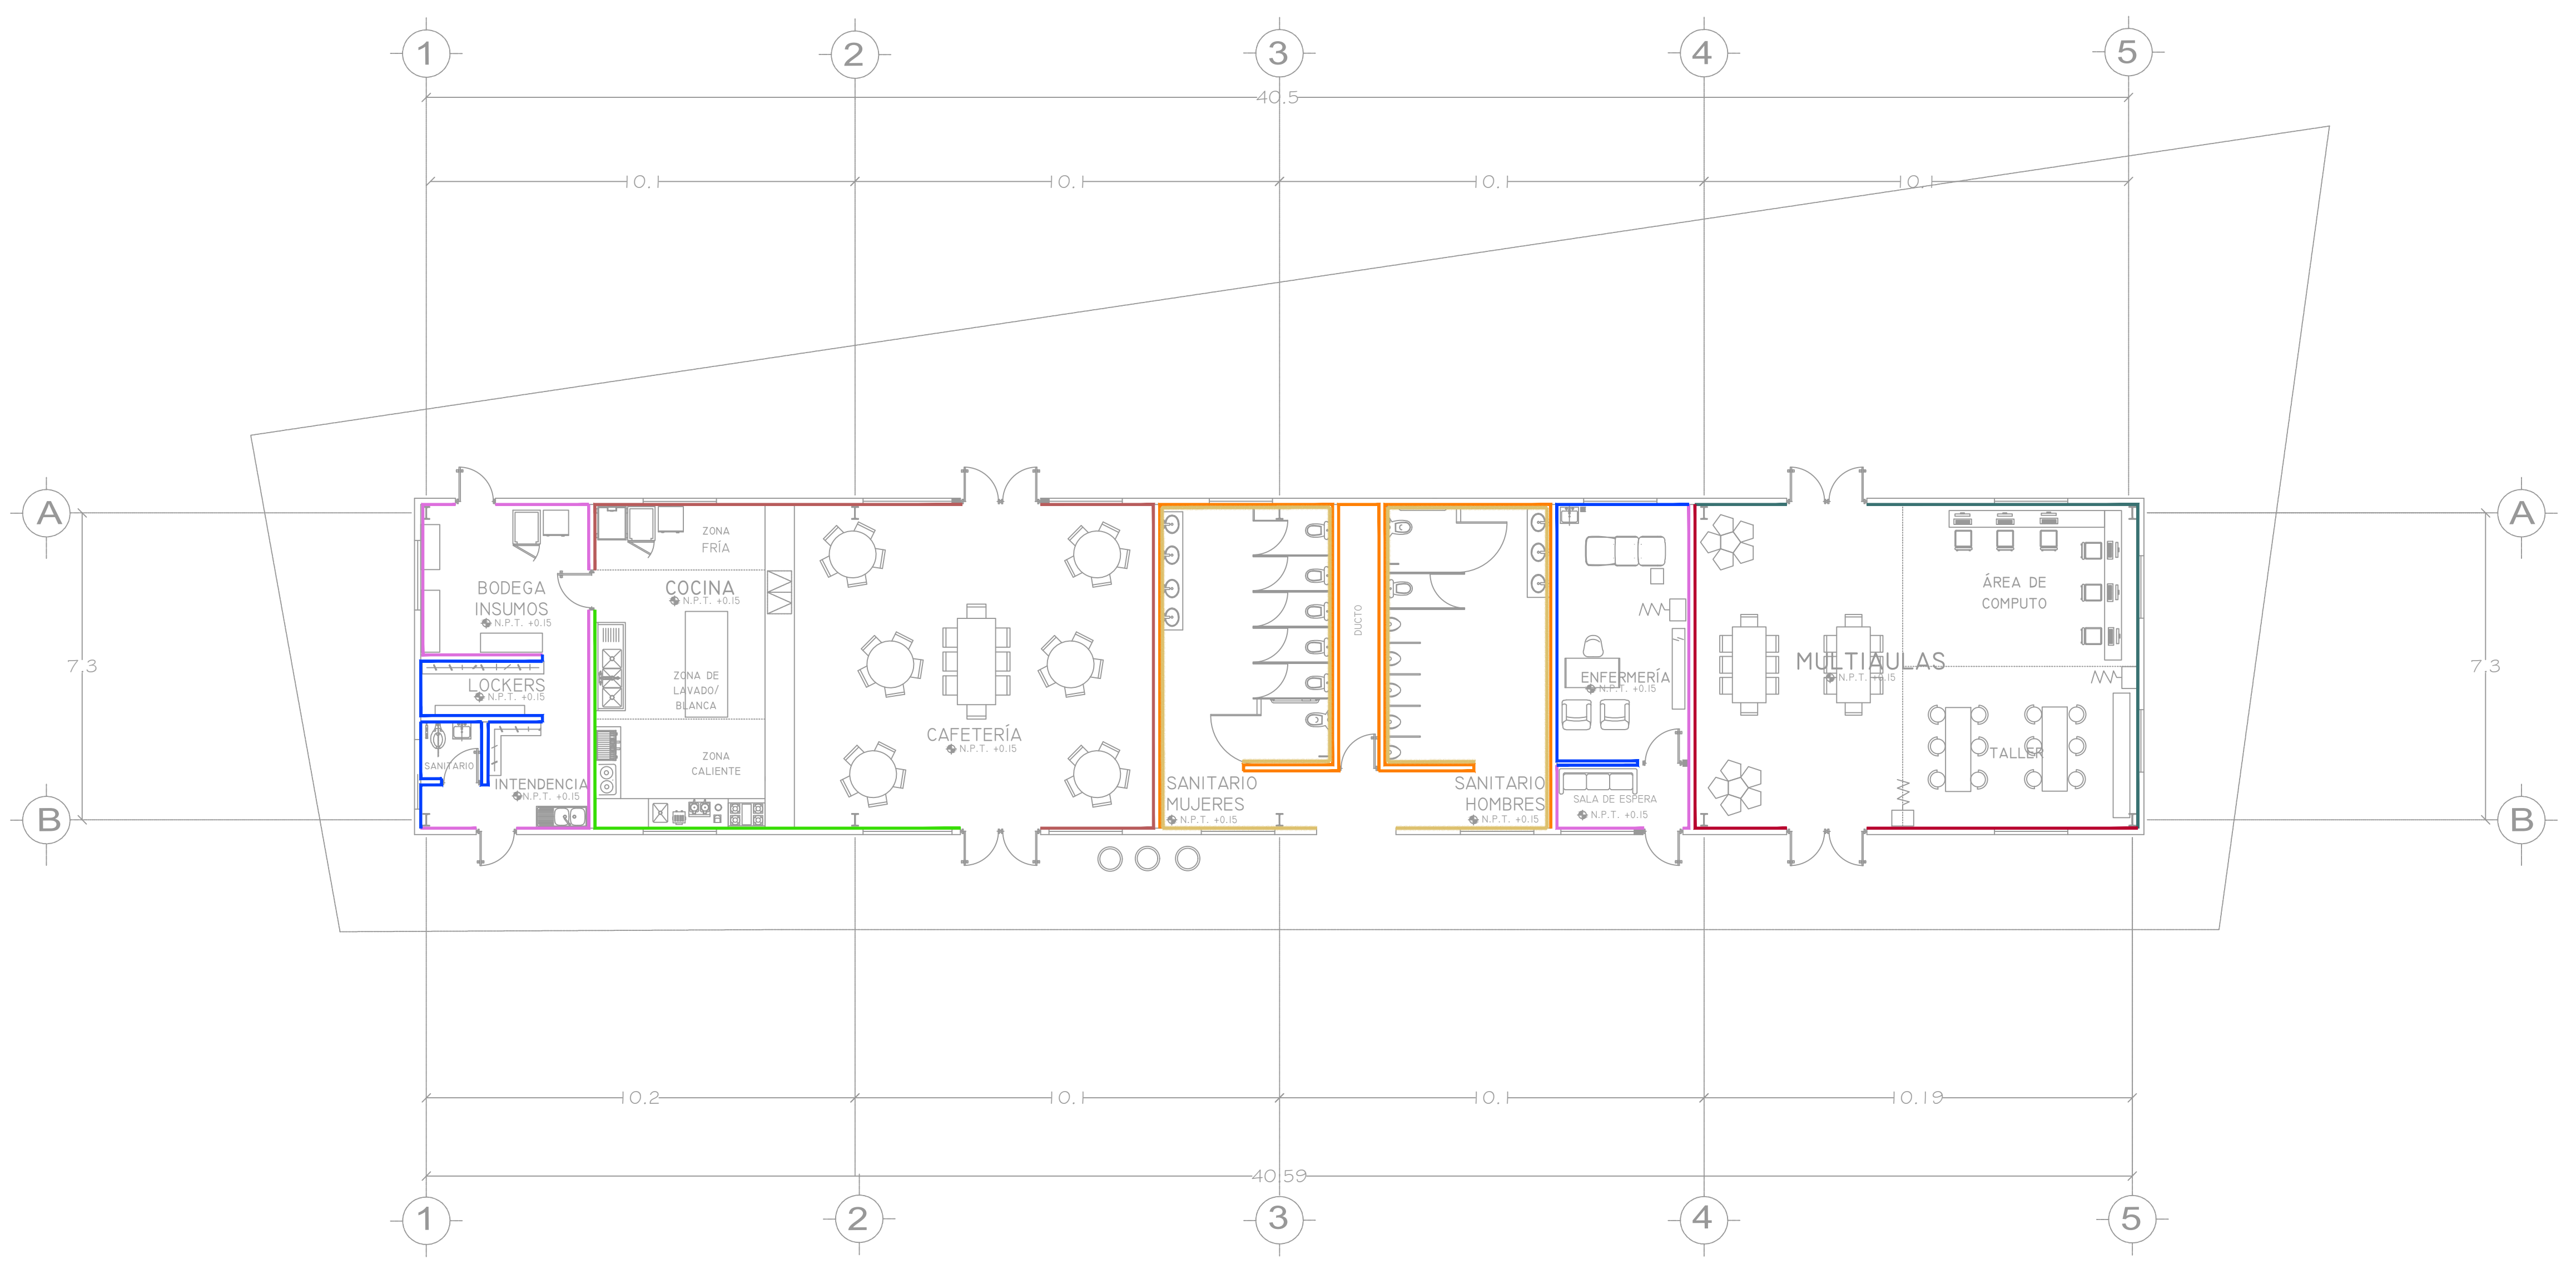 1
2
3
4
5
40.5
10.1
10.1
10.1
10.1
A
A
ZONA
FRÍA
BODEGA
INSUMOS
N.P.T. +0.15
COCINA
N.P.T. +0.15
ÁREA DE
COMPUTO
DUCTO
7.3
7.3
LOCKERS
N.P.T. +0.15
ZONA DE
LAVADO/
BLANCA
ENFERMERÍA
N.P.T. +0.15
MULTIAULAS
N.P.T. +0.15
CAFETERÍA
N.P.T. +0.15
ZONA
CALIENTE
TALLER
SANITARIO
INTENDENCIA
N.P.T. +0.15
SANITARIO
MUJERES
N.P.T. +0.15
SANITARIO
HOMBRES
N.P.T. +0.15
SALA DE ESPERA
N.P.T. +0.15
B
B
10.2
10.1
10.1
10.19
40.59
1
2
3
4
5